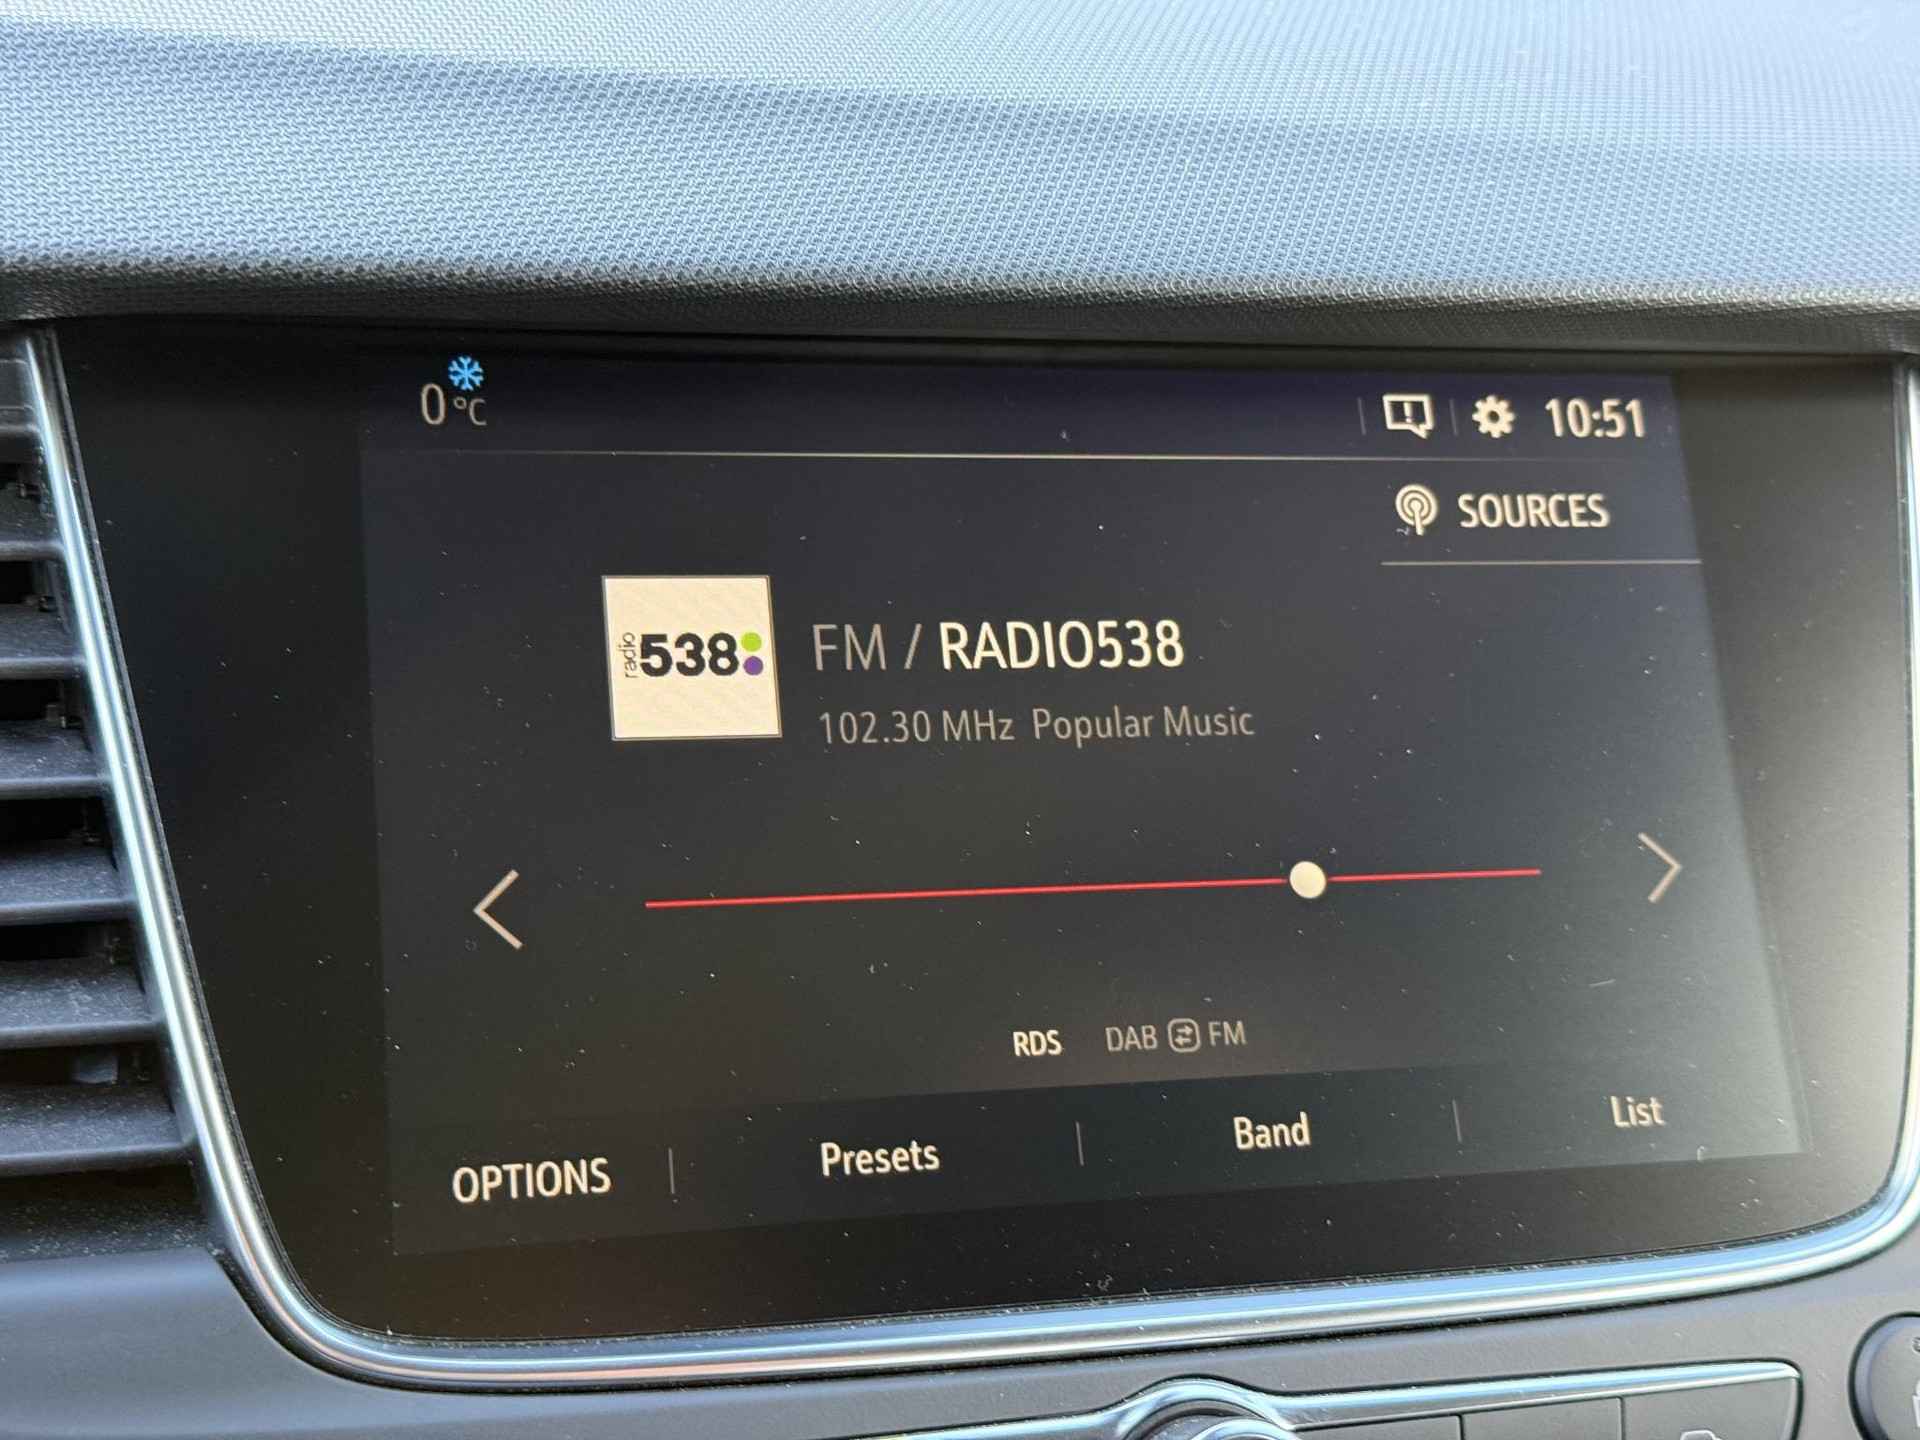 0 °C
10:51
SOURCES
radio 538
FM / RADIO538
102.30 MHz Popular Music
RDS DAB FM
OPTIONS Presets Band List